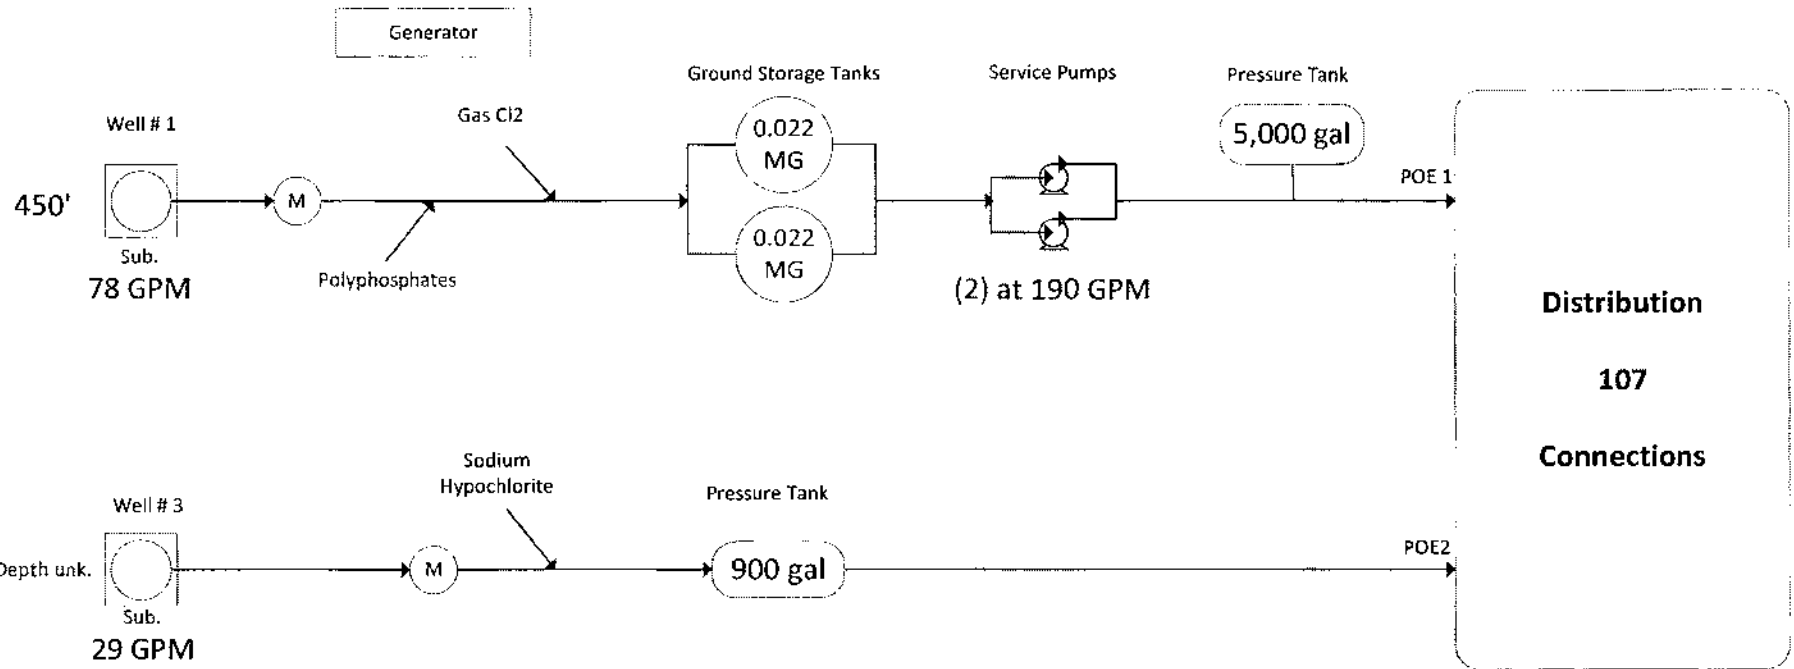 Generator
Ground Storage Tanks
Service Pumps
Pressure Tank
Well # 1
Gas Cl2
0.022
MG
5,000 gal
POE 1
450'
M
Sub.
78 GPM
Polyphosphates
0.022
MG
(2) at 190 GPM
Distribution
107
Connections
Sodium
Hypochlorite
Well # 3
Pressure Tank
POE2
Depth unk.
M
900 gal
Sub.
29 GPM